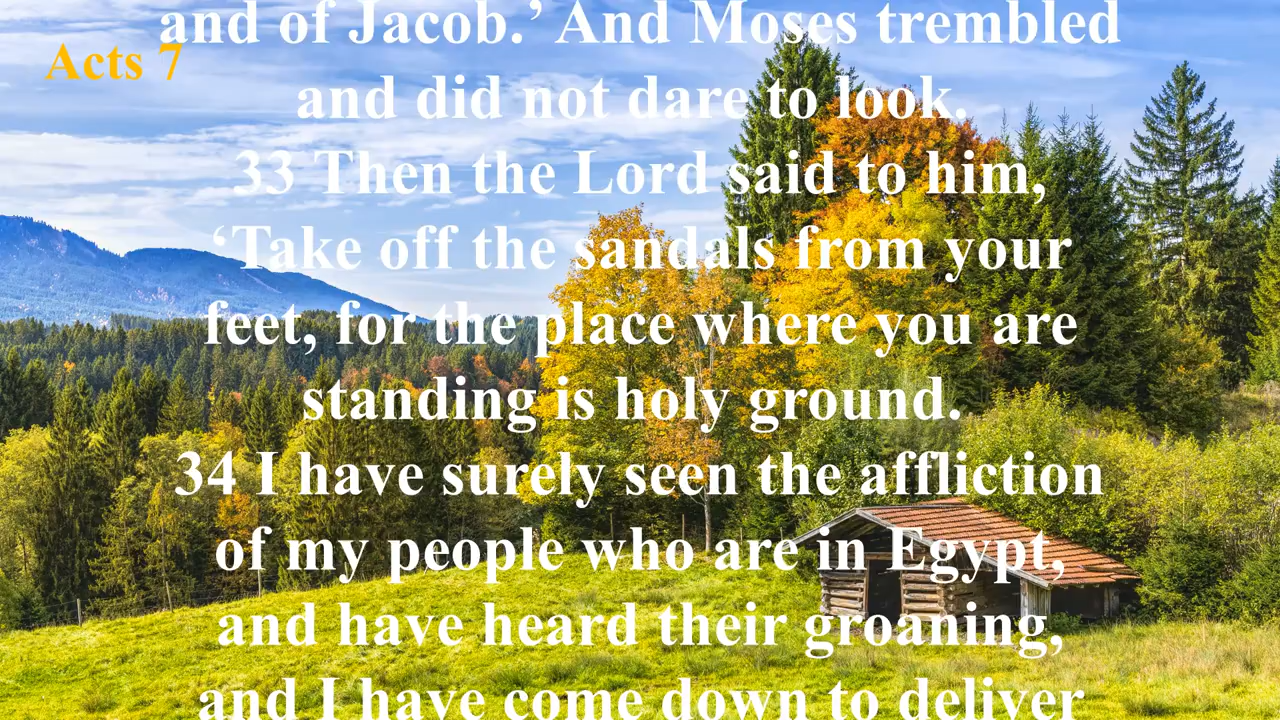 and of Jacob.’ And Moses trembled
Acts 7
and did not dare to look.
33 Then the Lord said to him,
‘Take off the sandals from your
feet, for the place where you are
standing is holy ground.
34 I have surely seen the affliction
of my people who are in Egypt,
and have heard their groaning,
and I have come down to deliver